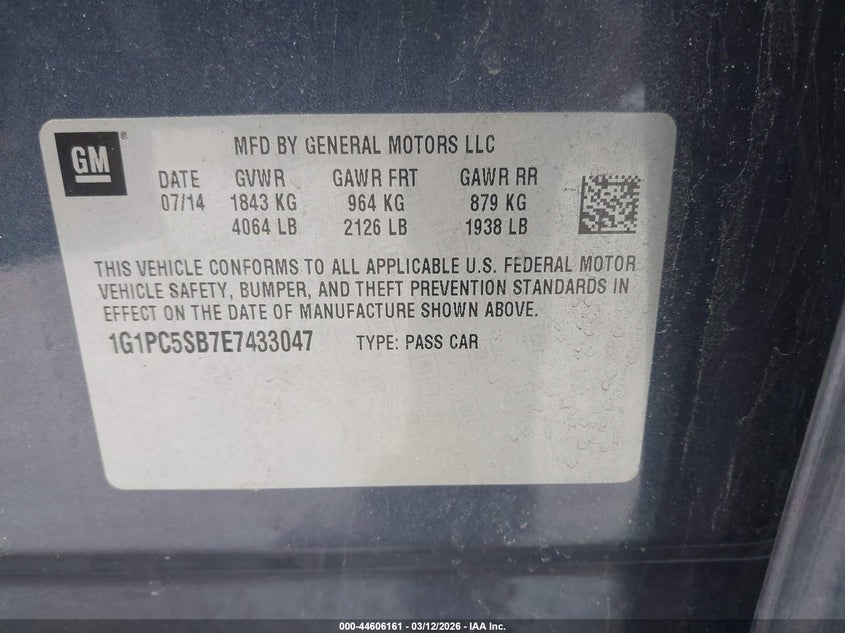 GM
MFD BY GENERAL MOTORS LLC
DATE GVWR GAWR FRT GAWR RR
07/14 1843 KG 964 KG 879 KG
4064 LB 2126 LB 1938 LB
THIS VEHICLE CONFORMS TO ALL APPLICABLE U.S. FEDERAL MOTOR
VEHICLE SAFETY, BUMPER, AND THEFT PREVENTION STANDARDS IN
EFFECT ON THE DATE OF MANUFACTURE SHOWN ABOVE.
1G1PC5SB7E7433047 TYPE: PASS CAR
000-44606161 - 03/12/2026 - IAA Inc.